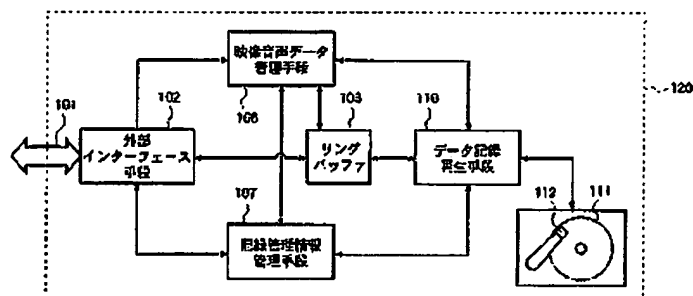 映像音声データ
管理手段
120
101
102
106
103
110
外部
インターフェース
手段
リング
バッファ
データ記録
再生手段
107
112
111
記録管理情報
管理手段